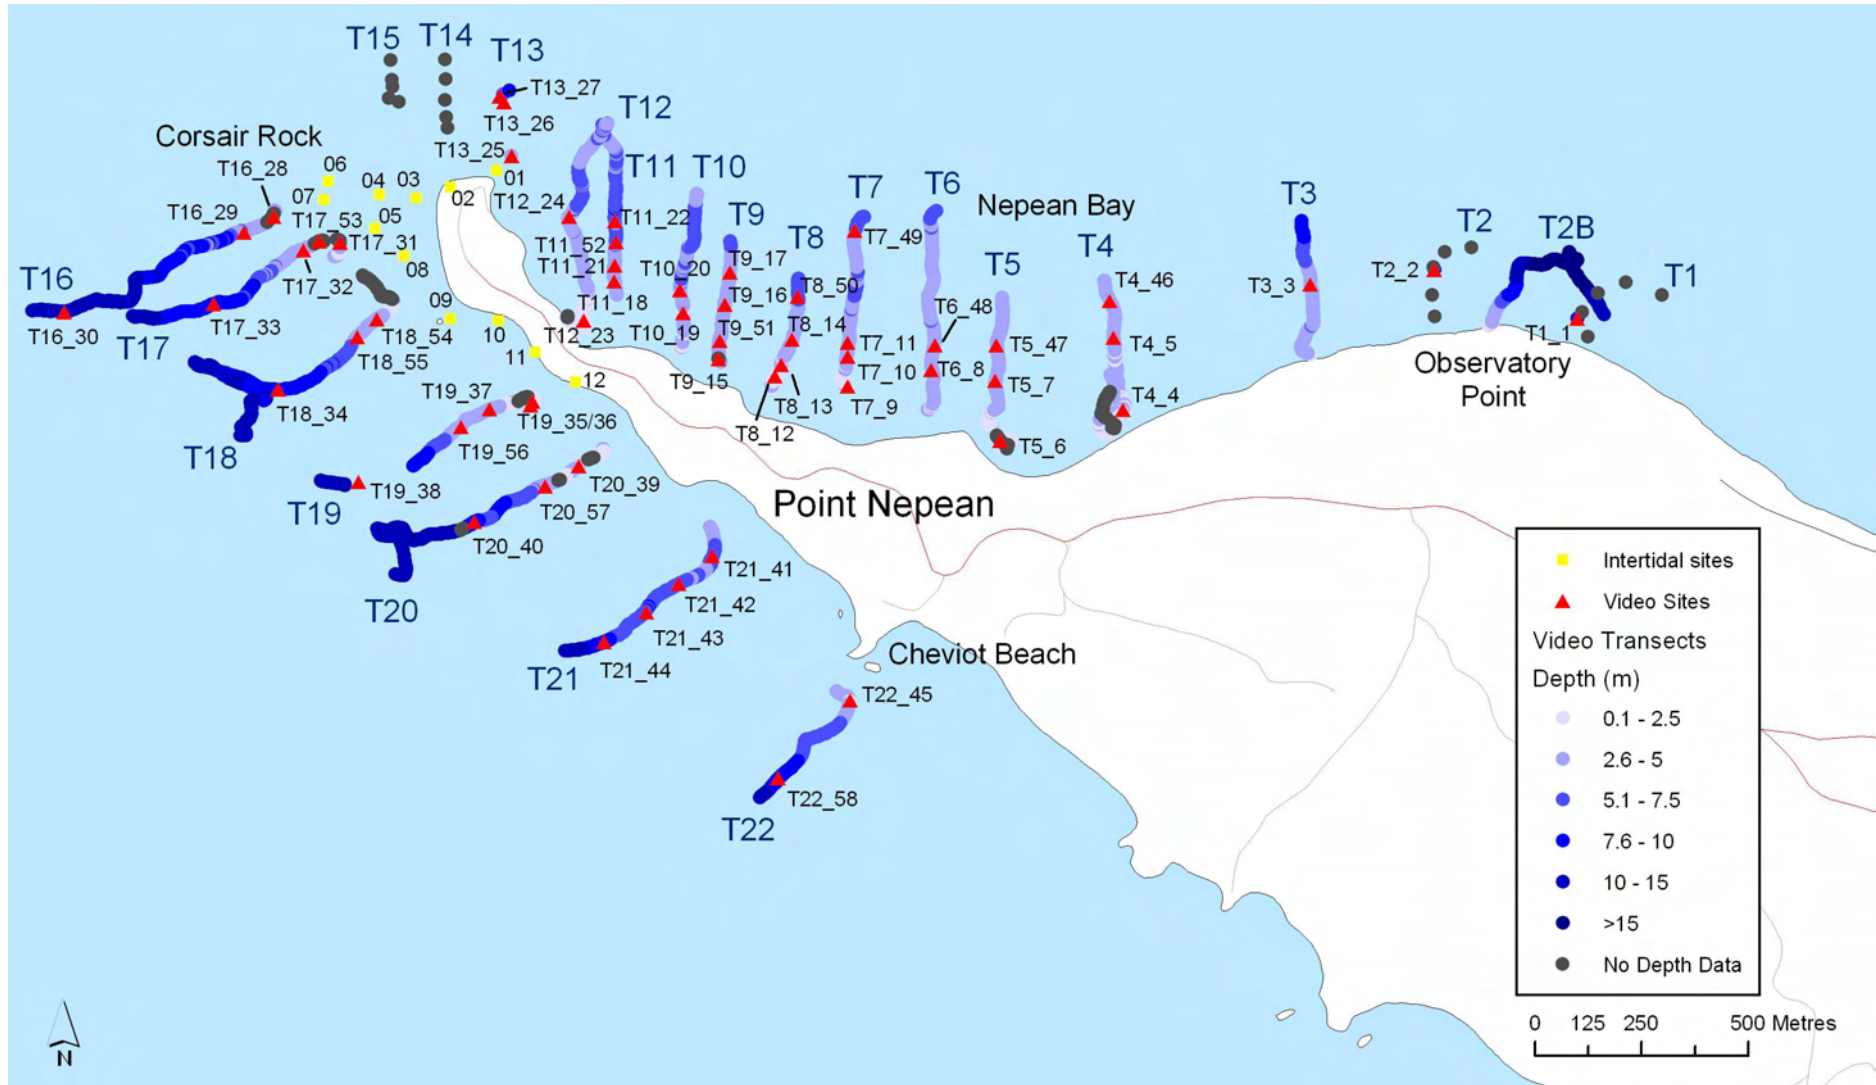 T15
T14
T13
T13_27
T12
T13_26
Corsair Rock
T13_25
T11
T10
T16_28
06
04
03
01
02
07
T12_24
T7
T6
Nepean Bay
T3
T2
T2B
T16_29
T17_53
05
T11_22
T9
T8
T7_49
T4
T17_31
T11_52
T11_21
T10_20
T9_17
T5
T4_46
T2_2
T1
T16
08
T17_32
T11_18
T9_16
T8_50
T6_48
T3_3
T16_30
T17
T17_33
09
10
T12_23
T10_19
T9_51
T8_14
T7_11
T5_47
T4_5
T1_1
T18_54
T18_55
11
12
T9_15
T7_10
T6_8
T5_7
Observatory
Point
T18_34
T19_37
T19_35/36
T8_13
T7_9
T4_4
T8_12
T18
T19_56
T5_6
T19_38
T20_39
T19
T20_57
Point Nepean
T20_40
T20
T21_41
T21_42
T21_43
T21_44
T21
Cheviot Beach
T22_45
T22_58
T22
Intertidal sites
Video Sites
Video Transects
Depth (m)
0.1 - 2.5
2.6 - 5
5.1 - 7.5
7.6 - 10
10 - 15
>15
No Depth Data
0 125 250 500 Metres
N